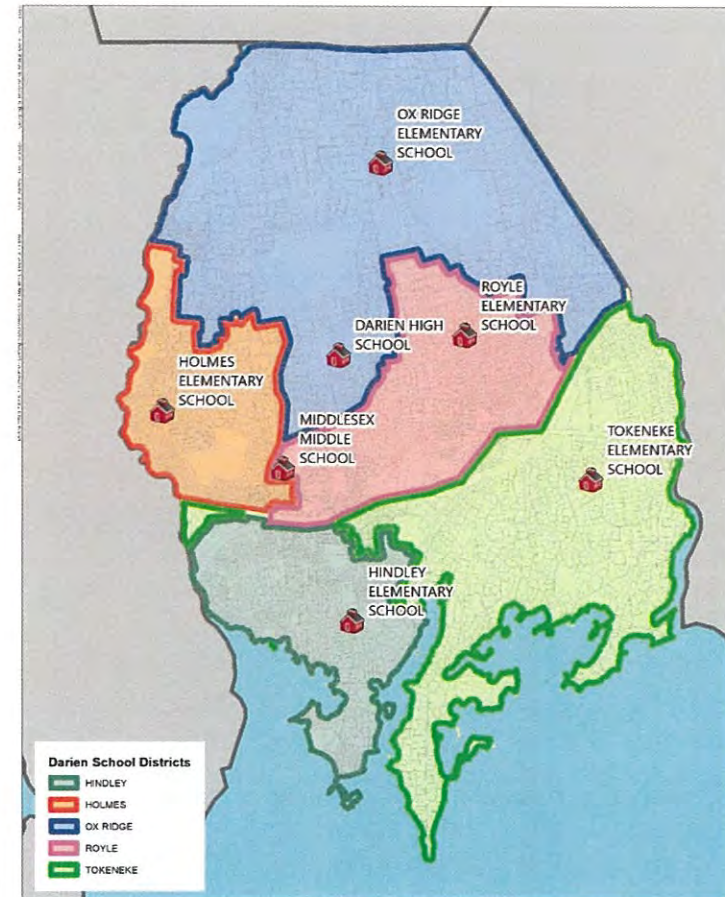 OX RIDGE
ELEMENTARY
SCHOOL
ROYLE
ELEMENTARY
SCHOOL
DARIEN HIGH
SCHOOL
HOLMES
ELEMENTARY
SCHOOL
MIDDLESEX
MIDDLE
SCHOOL
TOKENEKE
ELEMENTARY
SCHOOL
HINDLEY
ELEMENTARY
SCHOOL
Darien School Districts
HINDLEY
HOLMES
OX RIDGE
ROYLE
TOKENEKE